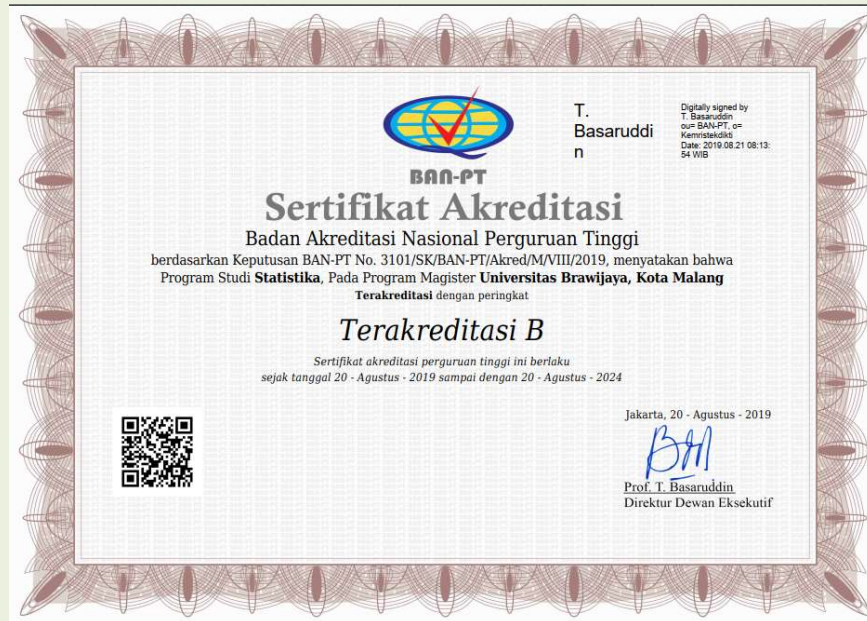 T.
Basaruddi
n
Digitally signed by
T. Basaruddin
ou= BAN-PT, o=
Kemristekdikti
Date: 2019.08.21 08:13:
54 WIB
BAN-PT
Sertifikat Akreditasi
Badan Akreditasi Nasional Perguruan Tinggi
berdasarkan Keputusan BAN-PT No. 3101/SK/BAN-PT/Akred/M/VIII/2019, menyatakan bahwa
Program Studi Statistika, Pada Program Magister Universitas Brawijaya, Kota Malang
Terakreditasi dengan peringkat
Terakreditasi B
Sertifikat akreditasi perguruan tinggi ini berlaku
sejak tanggal 20 - Agustus - 2019 sampai dengan 20 - Agustus - 2024
Jakarta, 20 - Agustus - 2019
Prof. T. Basaruddin
Direktur Dewan Eksekutif